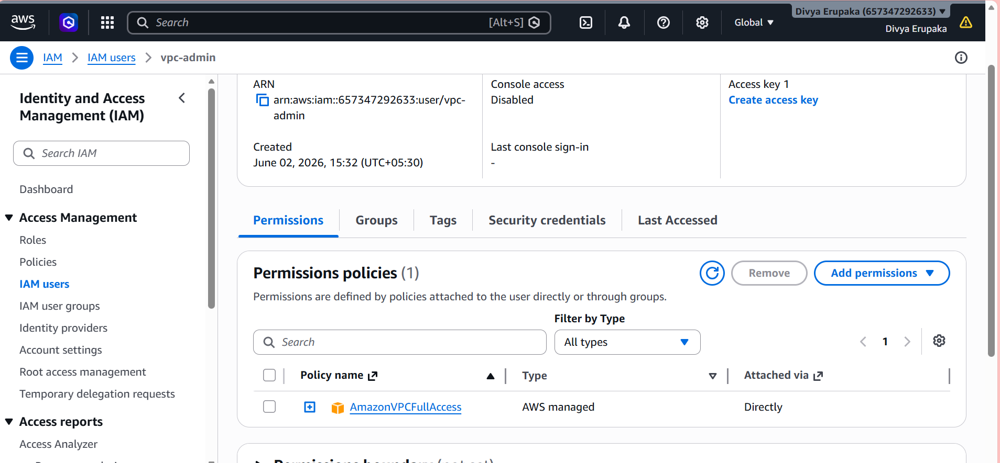 aws
Search
[Alt+S]
Global
Divya Erupaka (657347292633)
Divya Erupaka
IAM
IAM users
vpc-admin
Identity and Access
Management (IAM)
Search IAM
Dashboard
Access Management
Roles
Policies
IAM users
IAM user groups
Identity providers
Account settings
Root access management
Temporary delegation requests
Access reports
Access Analyzer
ARN
arn:aws:iam::657347292633:user/vpc-
admin
Created
June 02, 2026, 15:32 (UTC+05:30)
Console access
Disabled
Last console sign-in
-
Access key 1
Create access key
Permissions
Groups
Tags
Security credentials
Last Accessed
Permissions policies (1)
Remove
Add permissions
Permissions are defined by policies attached to the user directly or through groups.
Filter by Type
Search
All types
1
Policy name
Type
Attached via
AmazonVPCFullAccess
AWS managed
Directly
Permissions boundary (not set)